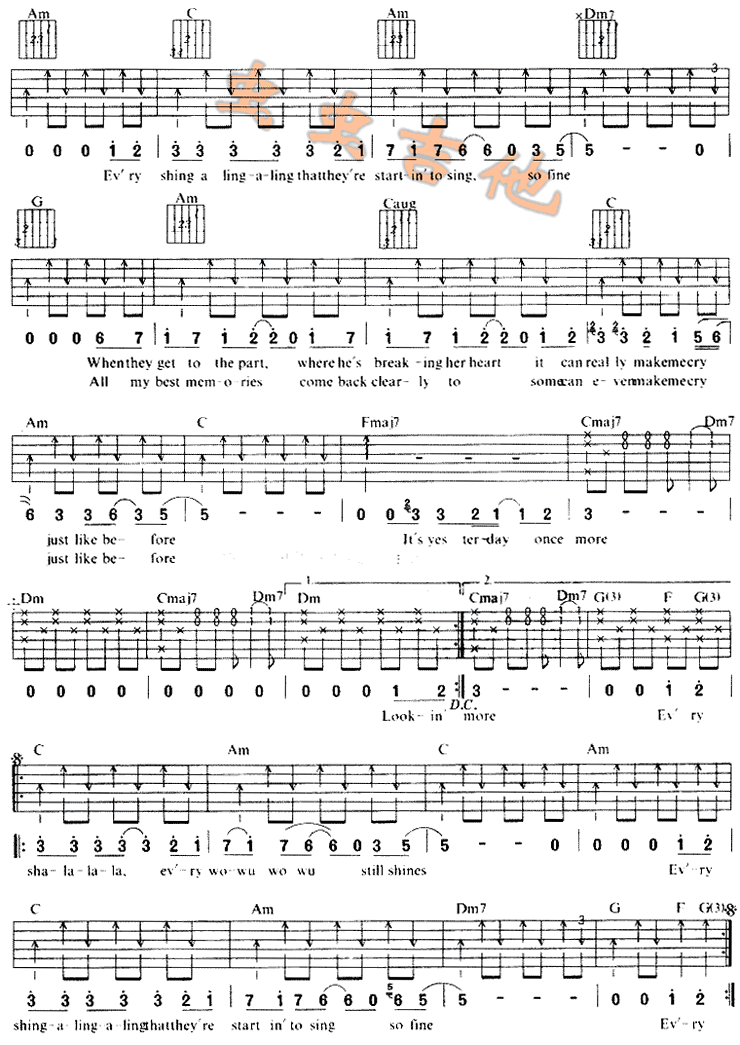 Am C Am ×Dm7
3
虫虫吉他
0 0 0 1 2 | 3 3 3 3 3 2 1 | 7 1 7 6 6 0 3 5 | 5 - - 0
Ev' ry shing a ling-a-ling thatthey're start-in' to sing, so fine
G Am Caug C
0 0 0 6 7 | 1 7 1 2 2 0 1 7 | 1 7 1 2 2 0 1 2 | 3 3 2 1 5 6
Whenthey get to the part, where he's break-ing her heart it can real ly makemecry
All my best mem-o-ries come back clear-ly to somecan e-venmakemecry
Am C Fmaj7 Cmaj7 Dm7
6 3 3 6 3 5 | 5 - - - | 0 0 3 3 2 1 1 2 | 3 - - -
just like be- fore It's yes ter-day once more
just like be- fore
Dm Cmaj7 Dm7 1. Dm 2. Cmaj7 Dm7 G(3) F G(3)
0 0 0 0 | 0 0 0 0 | 0 0 0 1 2 :| 3 - - - | 0 0 1 2
D.C.
Look-in' more Ev' ry
C Am C Am
3 3 3 3 3 2 1 | 7 1 7 6 6 0 3 5 | 5 - - 0 | 0 0 0 1 2
sha-la-la-la, ev'-ry wo-wu wo wu still shines Ev'-ry
C Am Dm7 3 G F G(3)
3 3 3 3 3 2 1 | 7 1 7 6 6 0 6 5 | 5 - - - | 0 0 1 2 :|
shing-a-ling-a-lingthatthey're start in' to sing so fine Ev'-ry